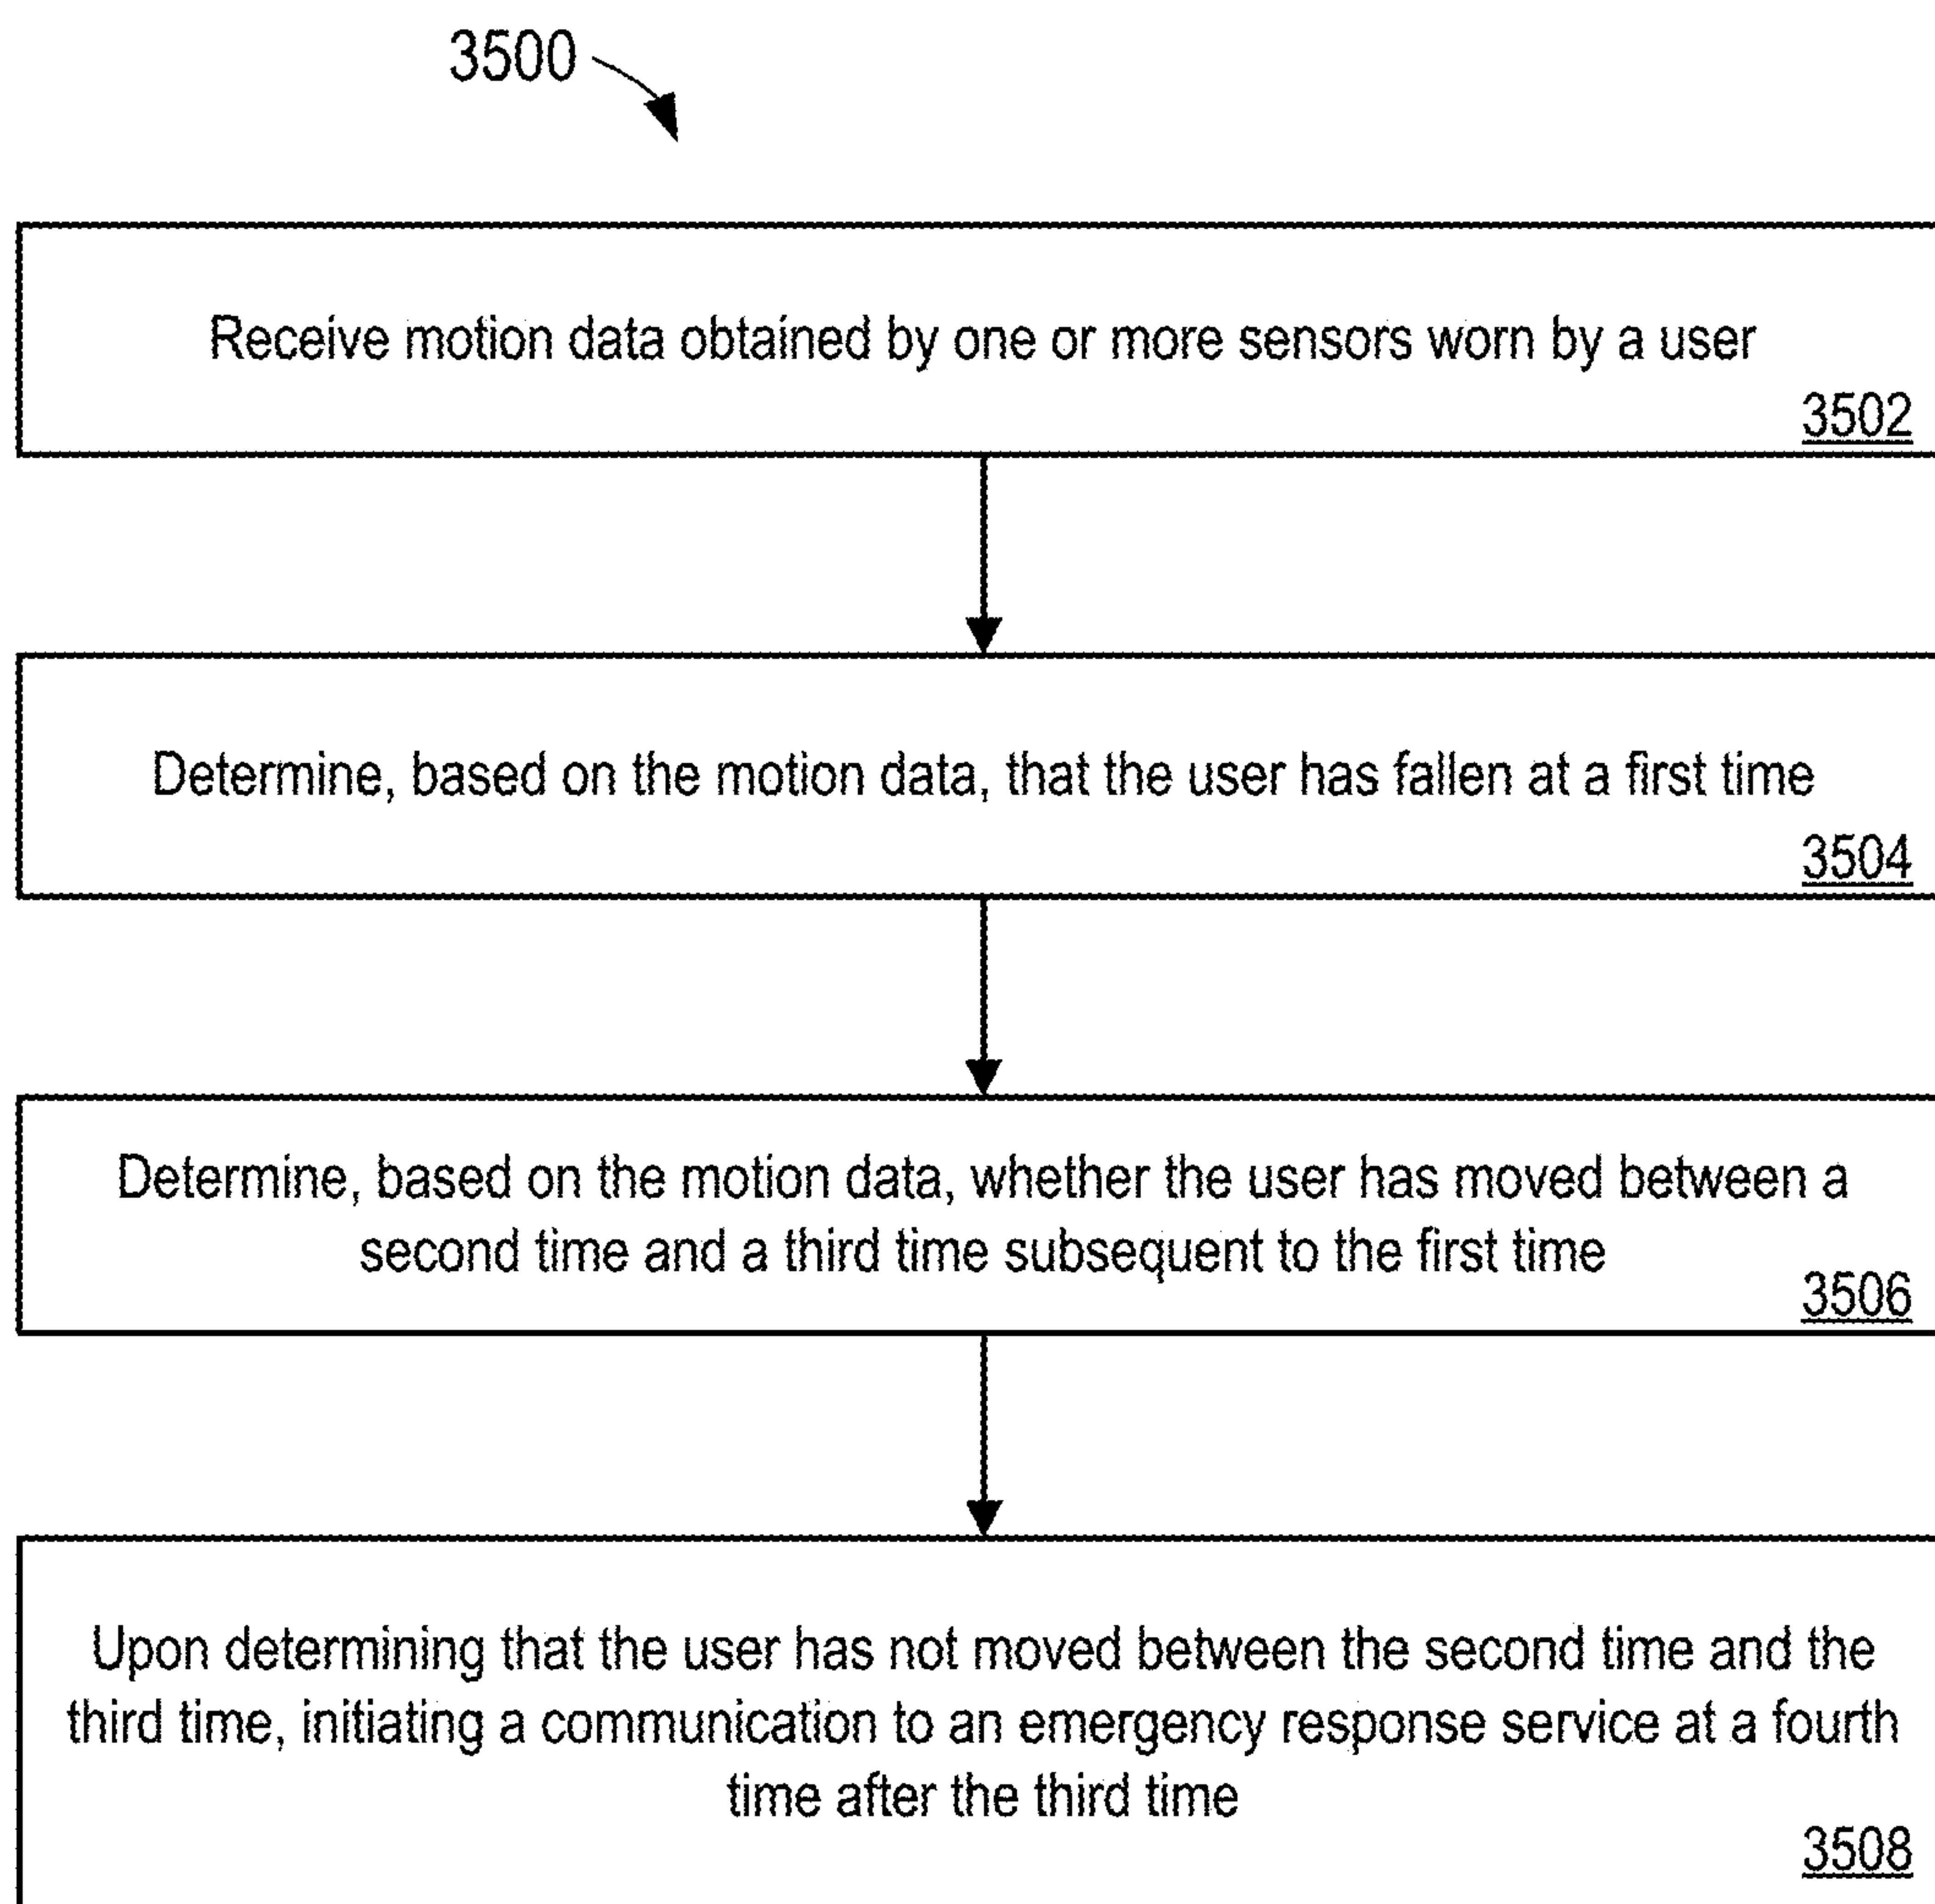 3500
Receive motion data obtained by one or more sensors worn by a user
3502
Determine, based on the motion data, that the user has fallen at a first time
3504
Determine, based on the motion data, whether the user has moved between a
second time and a third time subsequent to the first time
3506
Upon determining that the user has not moved between the second time and the
third time, initiating a communication to an emergency response service at a fourth
time after the third time
3508